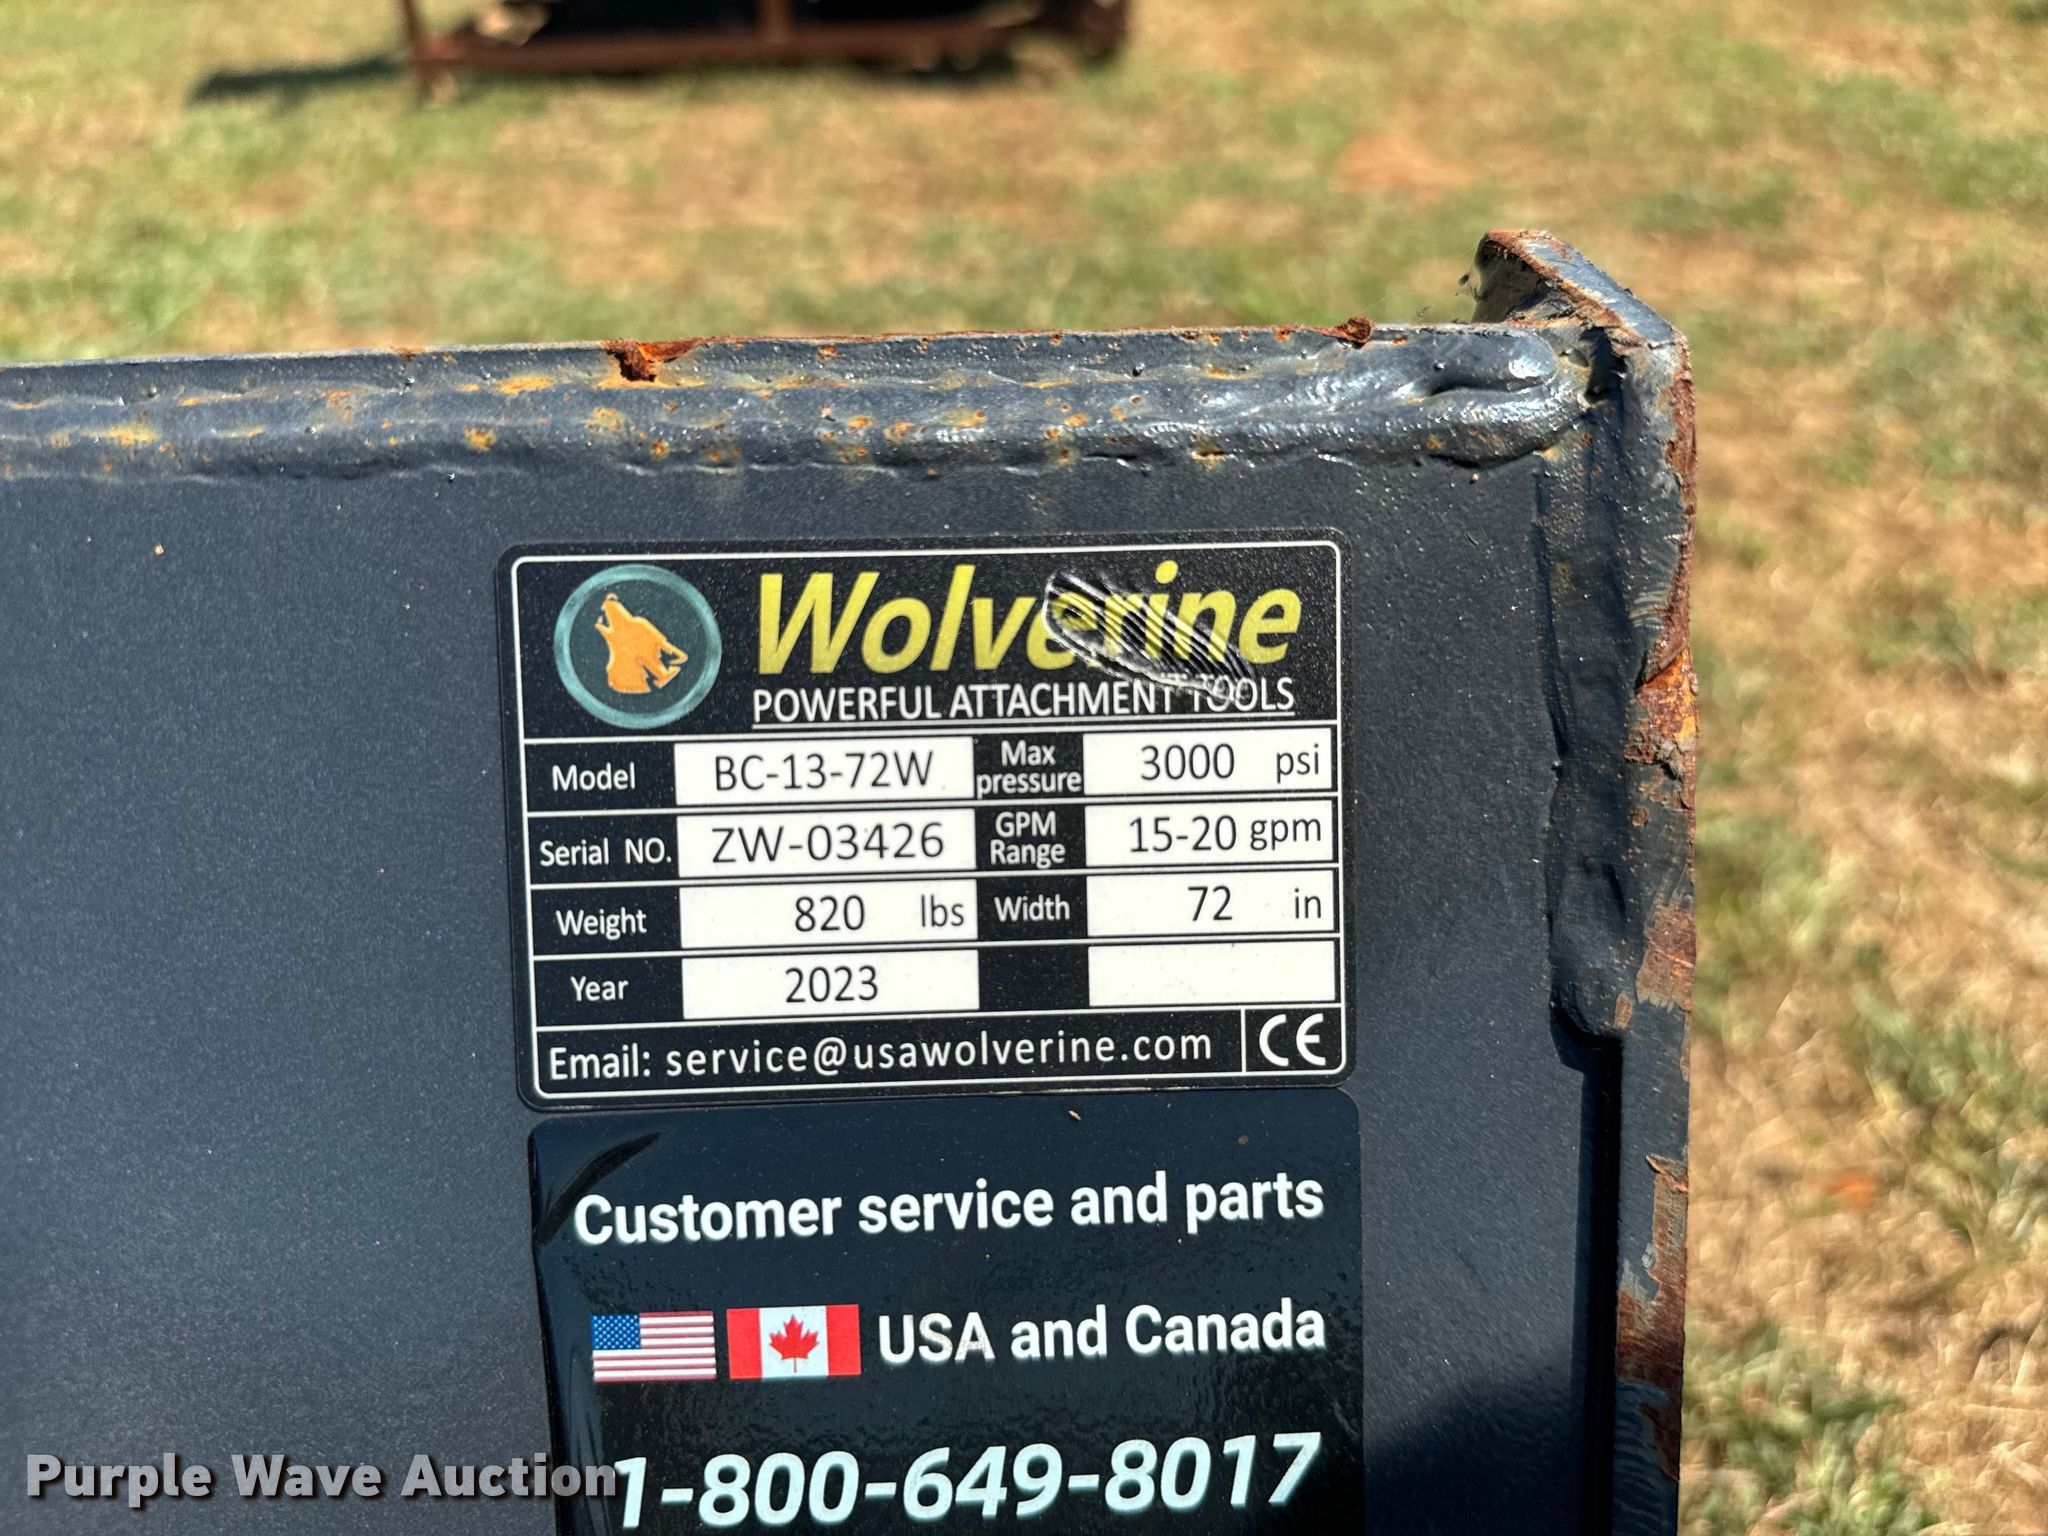 Wolverine
POWERFUL ATTACHMENT TOOLS
Model BC-13-72W Max pressure 3000 psi
Serial NO. ZW-03426 GPM Range 15-20 gpm
Weight 820 lbs Width 72 in
Year 2023
Email: service@usawolverine.com CE
Customer service and parts
USA and Canada
1-800-649-8017
Purple Wave Auction